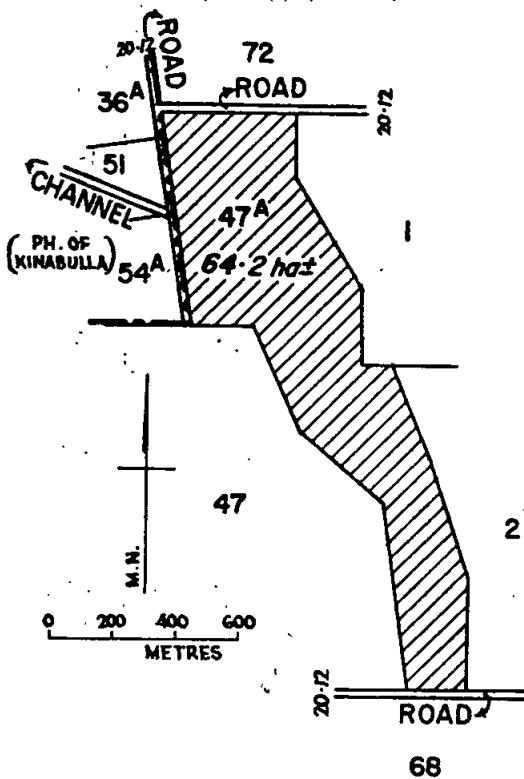 20·12
ROAD
72
ROAD
20·12
36A
51
CHANNEL
(PH. OF
KINABULLA)
54A
47A
64·2 ha±
1
47
2
M.N.
0 200 400 600
METRES
20·12
ROAD
68